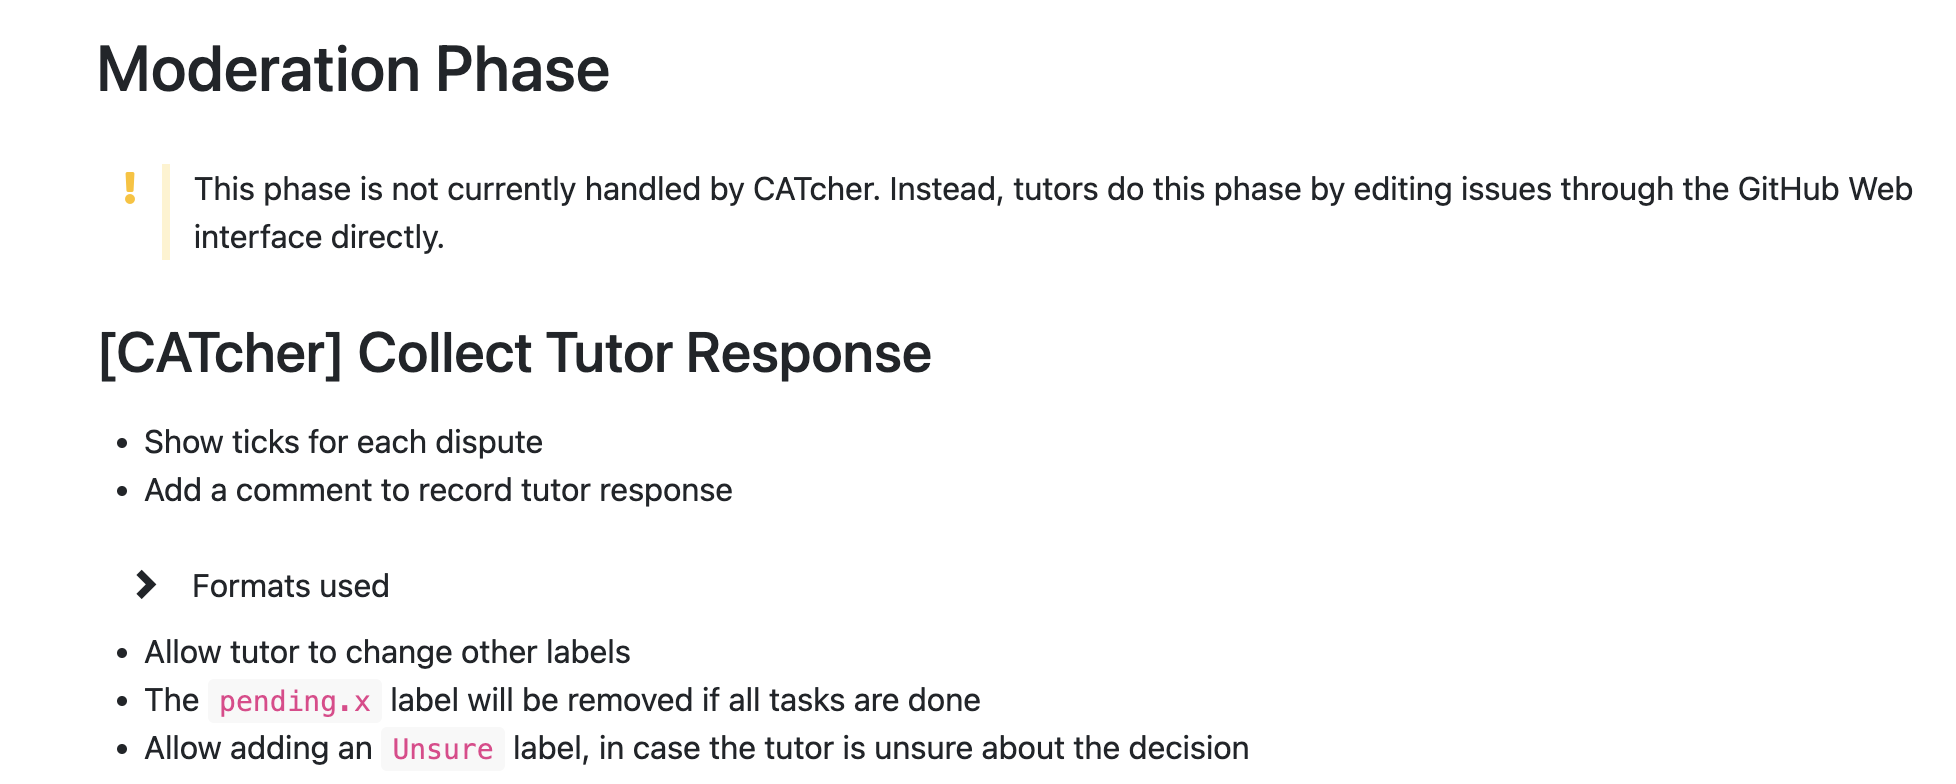 Moderation Phase
This phase is not currently handled by CATcher. Instead, tutors do this phase by editing issues through the GitHub Web
interface directly.
[CATcher] Collect Tutor Response
Show ticks for each dispute
Add a comment to record tutor response
Formats used
Allow tutor to change other labels
The pending.x label will be removed if all tasks are done
Allow adding an Unsure label, in case the tutor is unsure about the decision